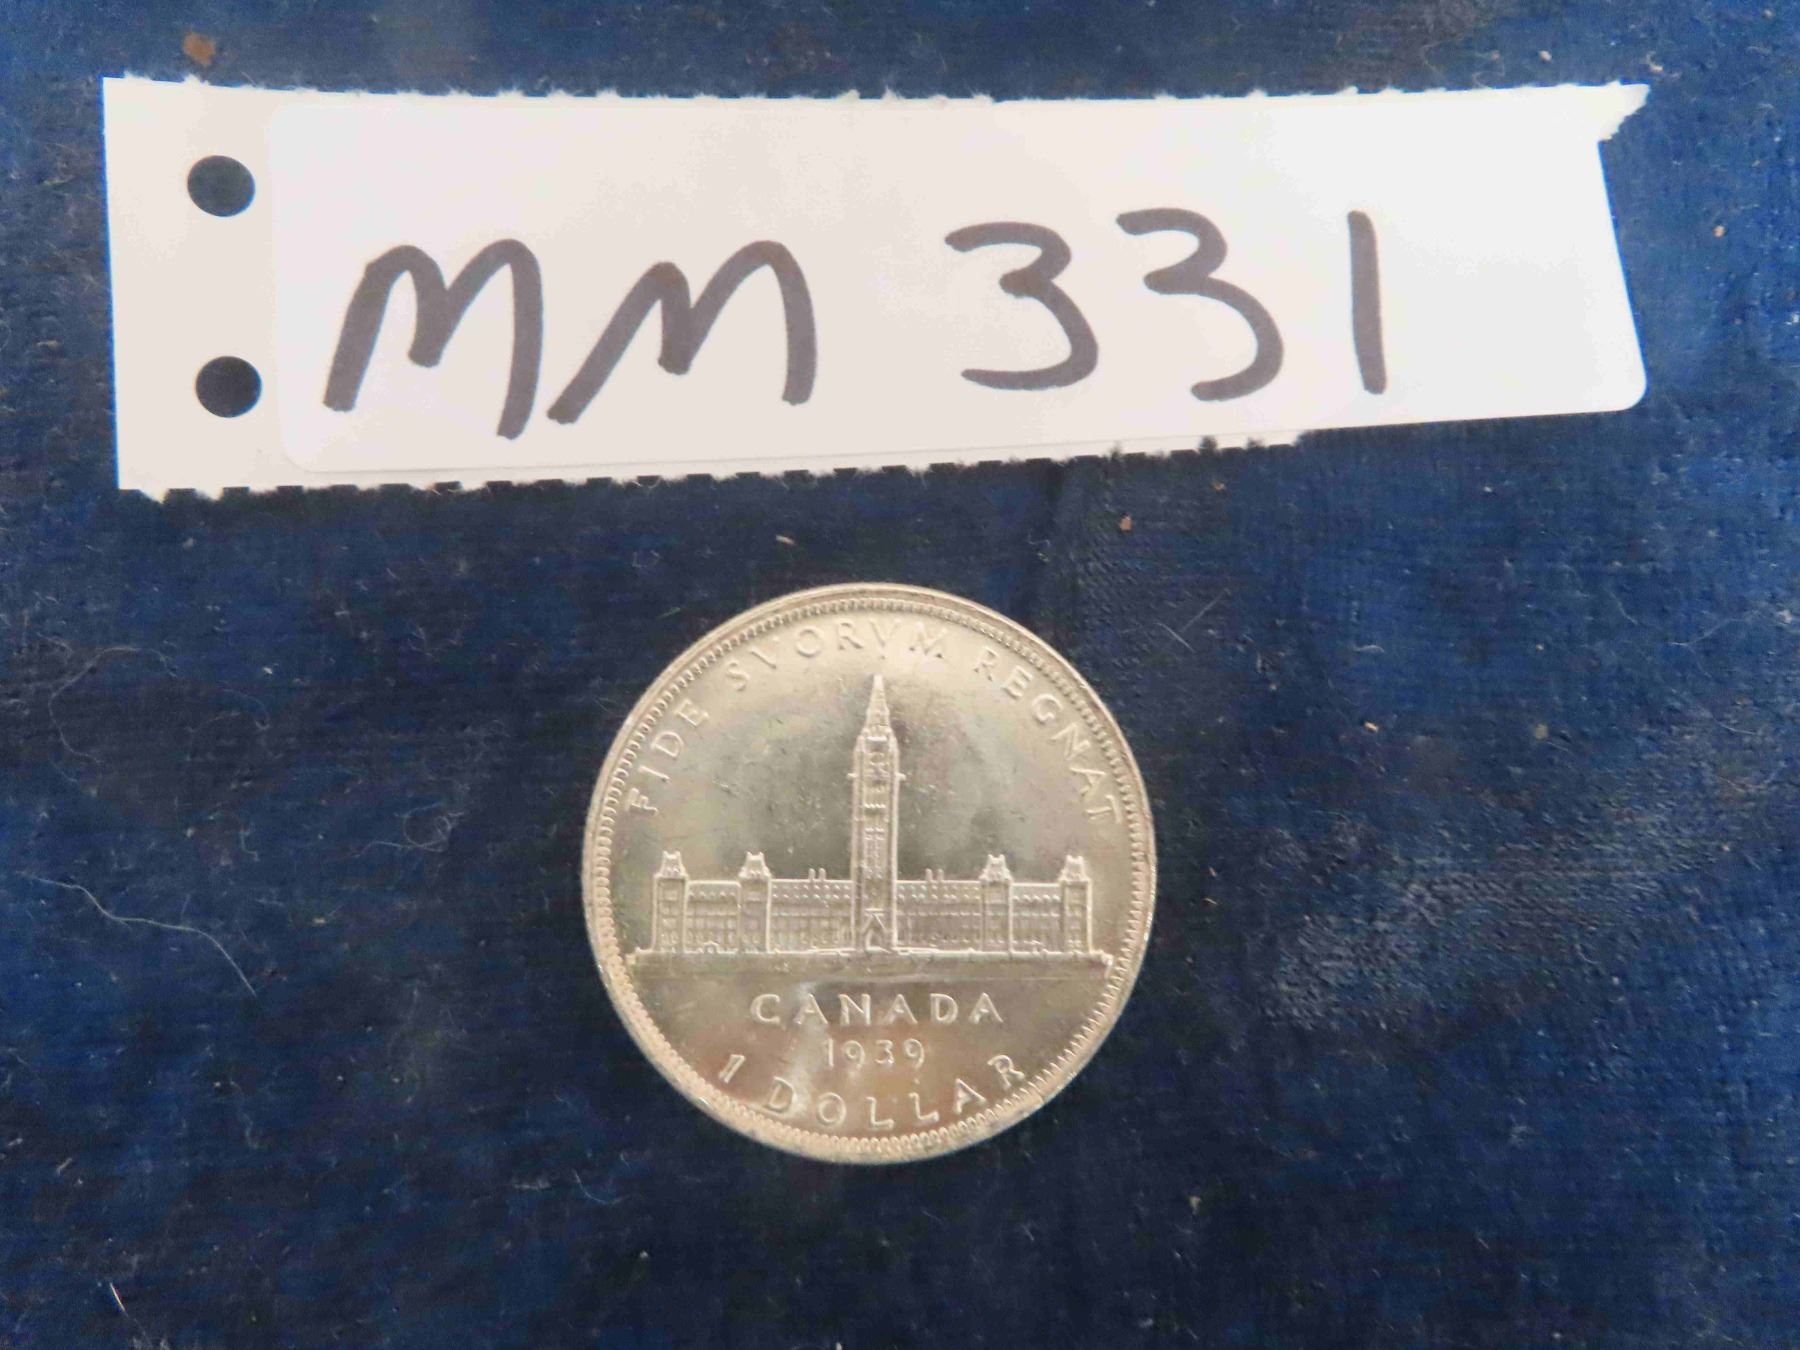 MM 331
FIDE SVORVM REGNAT
CANADA
1939
1 DOLLAR